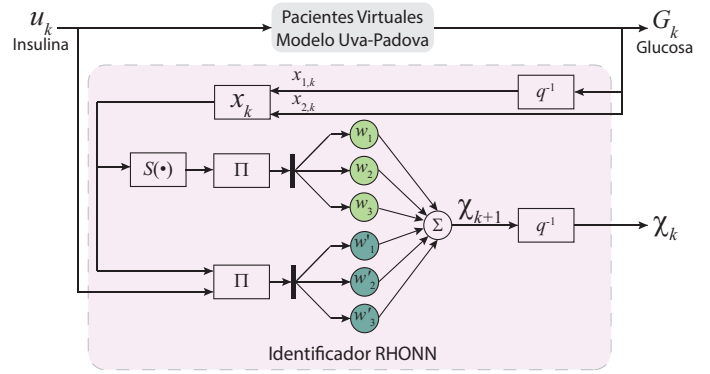 u_k
Insulina
Pacientes Virtuales
Modelo Uva-Padova
G_k
Glucosa
x_{1,k}
x_{2,k}
q^{-1}
x_k
S(•)
Π
w_1
w_2
w_3
Σ
χ_{k+1}
q^{-1}
χ_k
Π
w'_1
w'_2
w'_3
Identificador RHONN